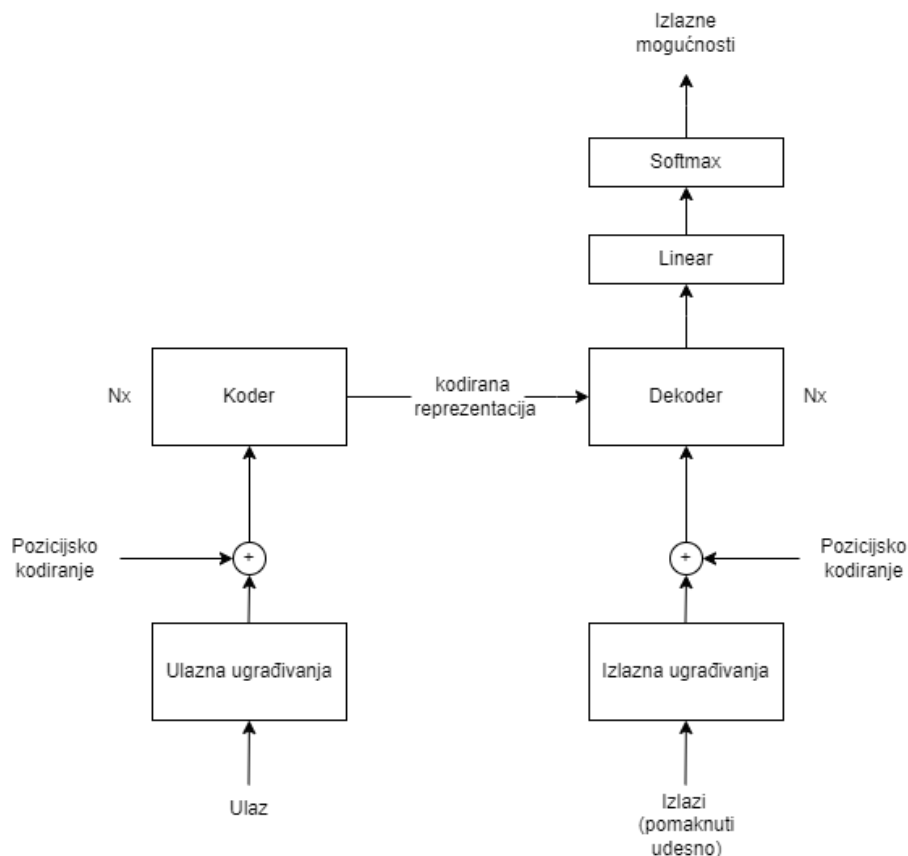 Izlazne
mogućnosti
Softmax
Linear
Nx
Koder
kodirana
reprezentacija
Dekoder
Nx
Pozicijsko
kodiranje
+
+
Pozicijsko
kodiranje
Ulazna ugrađivanja
Izlazna ugrađivanja
Ulaz
Izlazi
(pomaknuti
udesno)